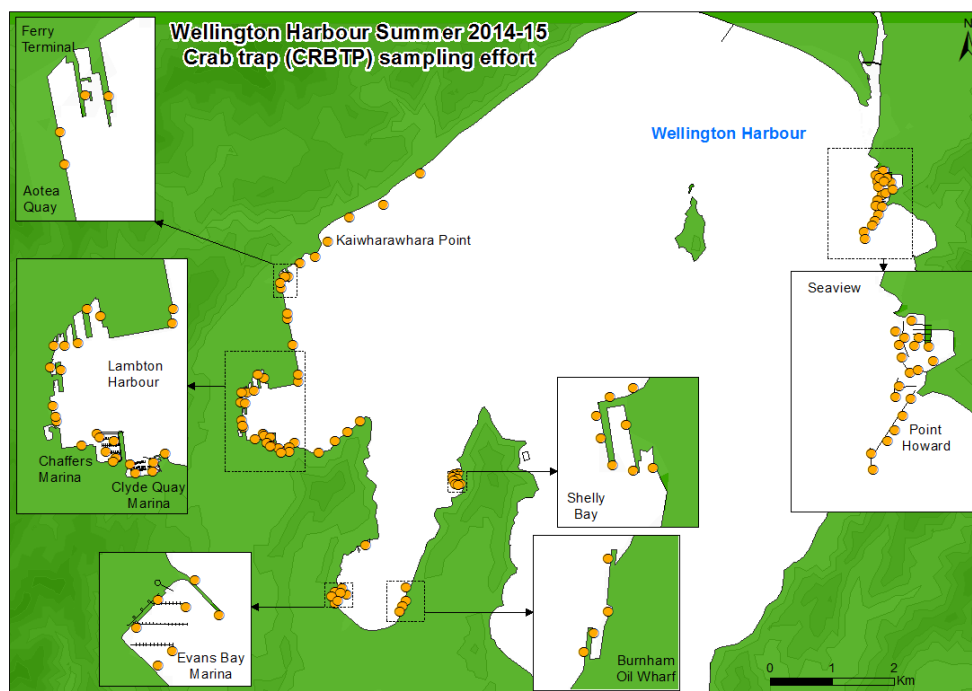 Wellington Harbour Summer 2014-15
Crab trap (CRBTP) sampling effort
N
Ferry
Terminal
Aotea
Quay
Wellington Harbour
Kaiwharawhara Point
Lambton
Harbour
Chaffers
Marina
Clyde Quay
Marina
Seaview
Point
Howard
Shelly
Bay
Evans Bay
Marina
Burnham
Oil Wharf
0 1 2
Km